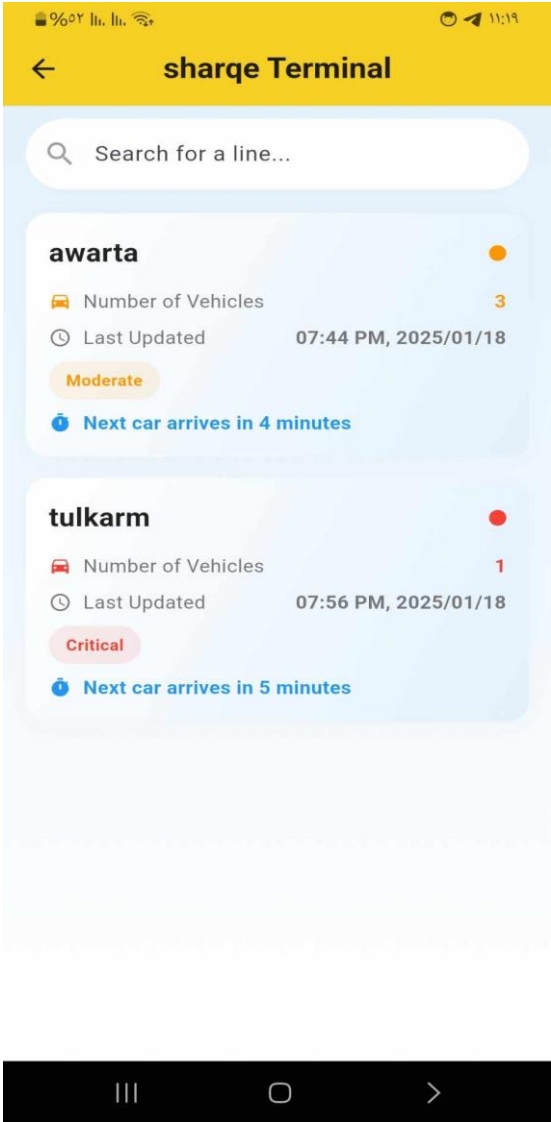 %٥٢ ١١:١٩
sharqe Terminal
Search for a line...
awarta
Number of Vehicles 3
Last Updated 07:44 PM, 2025/01/18
Moderate
Next car arrives in 4 minutes
tulkarm
Number of Vehicles 1
Last Updated 07:56 PM, 2025/01/18
Critical
Next car arrives in 5 minutes